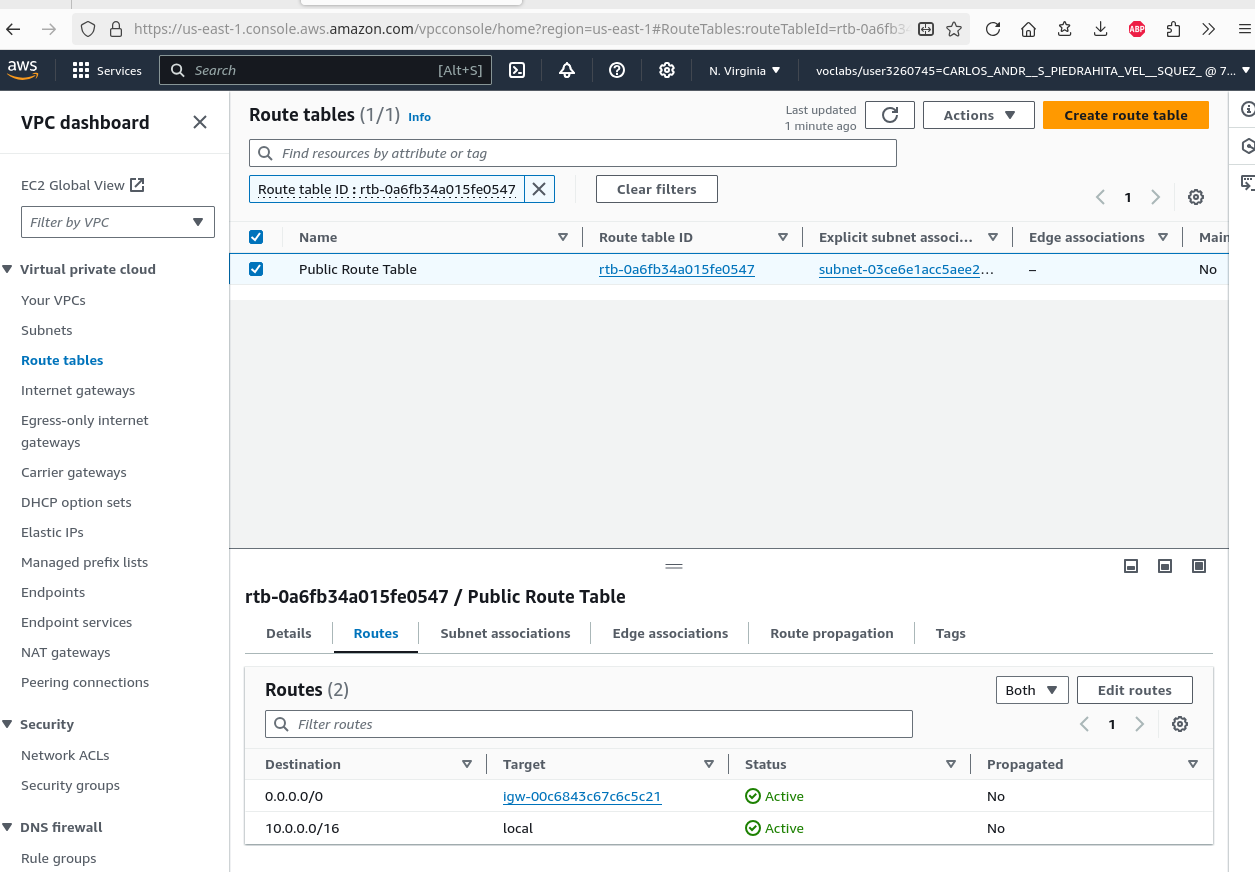 https://us-east-1.console.aws.amazon.com/vpcconsole/home?region=us-east-1#RouteTables:routeTableId=rtb-0a6fb3
ABP
aws Services Search [Alt+S] N. Virginia voclabs/user3260745=CARLOS_ANDR__S_PIEDRAHITA_VEL__SQUEZ_ @ 7...
VPC dashboard
EC2 Global View
Filter by VPC
Virtual private cloud
Your VPCs
Subnets
Route tables
Internet gateways
Egress-only internet
gateways
Carrier gateways
DHCP option sets
Elastic IPs
Managed prefix lists
Endpoints
Endpoint services
NAT gateways
Peering connections
Security
Network ACLs
Security groups
DNS firewall
Rule groups
Route tables (1/1) Info
Last updated
1 minute ago
Actions
Create route table
Find resources by attribute or tag
Route table ID : rtb-0a6fb34a015fe0547
Clear filters
1
Name Route table ID Explicit subnet associ... Edge associations Main
Public Route Table rtb-0a6fb34a015fe0547 subnet-03ce6e1acc5aee2... – No
rtb-0a6fb34a015fe0547 / Public Route Table
Details Routes Subnet associations Edge associations Route propagation Tags
Routes (2)
Both
Edit routes
Filter routes
1
Destination Target Status Propagated
0.0.0.0/0 igw-00c6843c67c6c5c21 Active No
10.0.0.0/16 local Active No